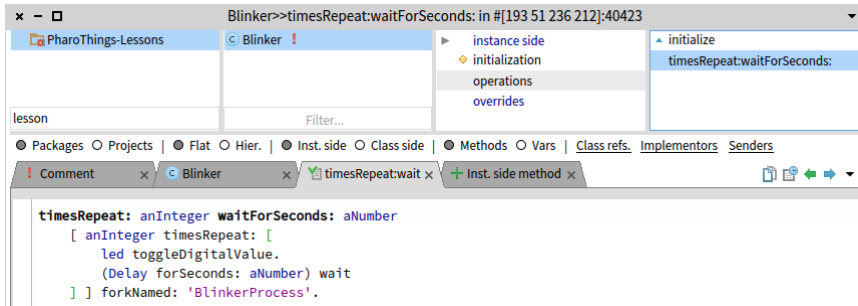 Blinker>>timesRepeat:waitForSeconds: in #[193 51 236 212]:40423
PharoThings-Lessons
Blinker !
instance side
initialization
operations
overrides
initialize
timesRepeat:waitForSeconds:
lesson
Filter...
Packages Projects | Flat Hier. | Inst. side Class side | Methods Vars | Class refs. Implementors Senders
! Comment × C Blinker × timesRepeat:wait × Inst. side method ×
timesRepeat: anInteger waitForSeconds: aNumber
[ anInteger timesRepeat: [
led toggleDigitalValue.
(Delay forSeconds: aNumber) wait
] ] forkNamed: 'BlinkerProcess'.